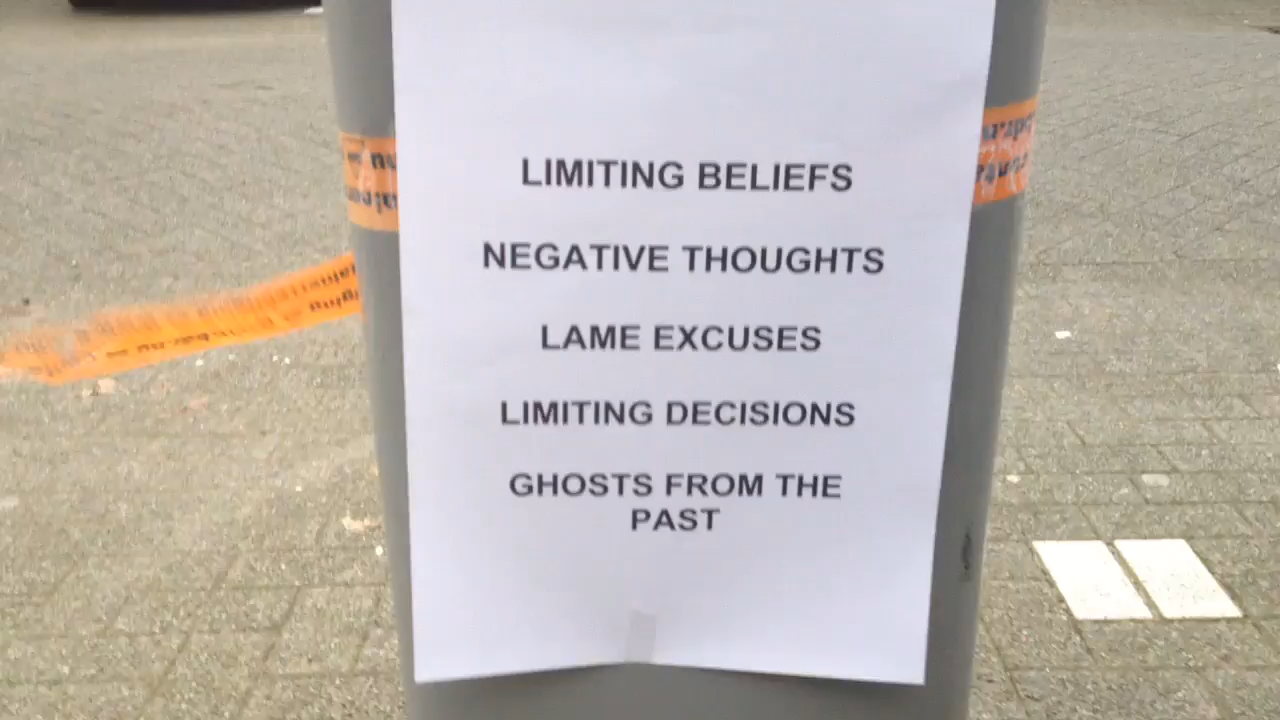 LIMITING BELIEFS
NEGATIVE THOUGHTS
LAME EXCUSES
LIMITING DECISIONS
GHOSTS FROM THE
PAST